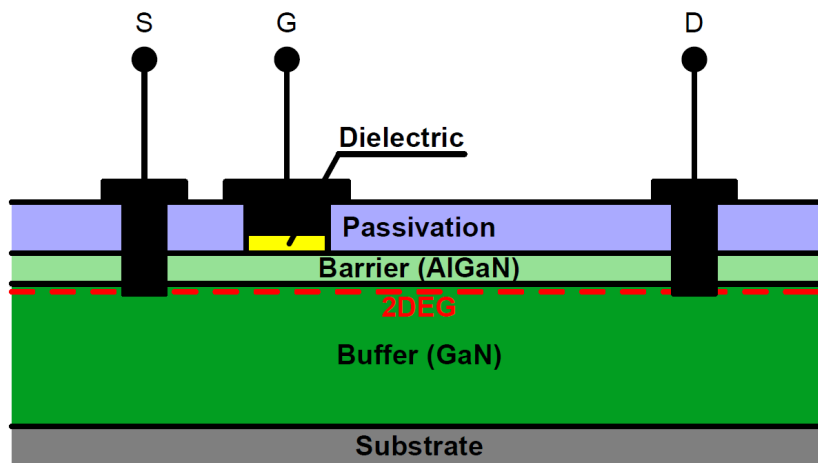 S G D
Dielectric
Passivation
Barrier (AlGaN)
2DEG
Buffer (GaN)
Substrate